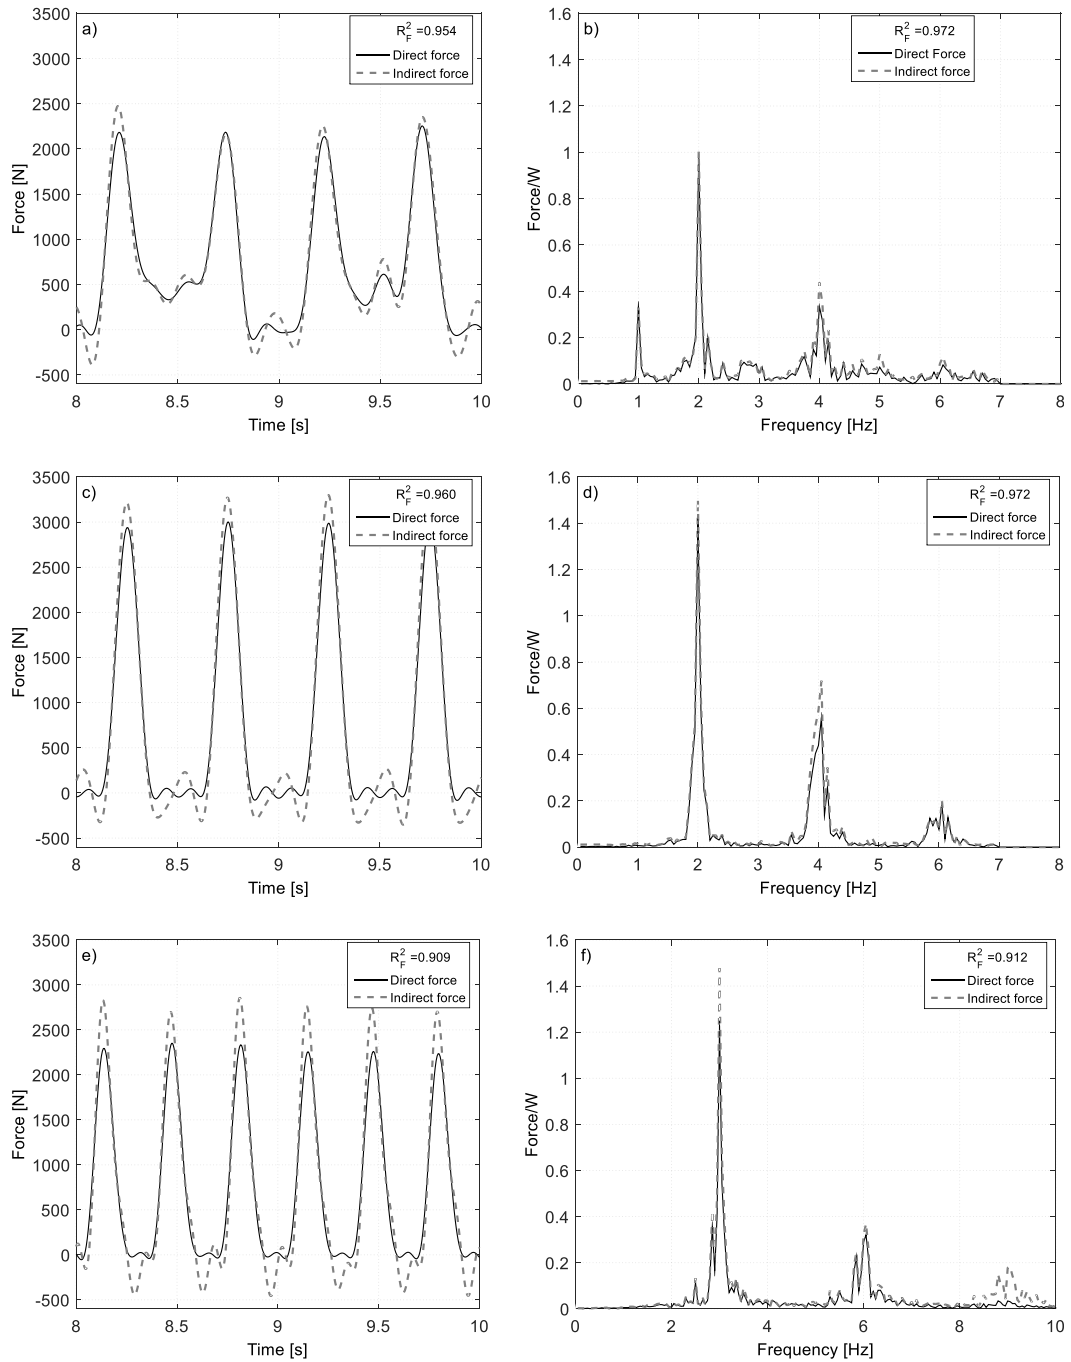 a)
R²F =0.954
Direct force
Indirect force
3500
3000
2500
2000
1500
1000
500
0
-500
Force [N]
8 8.5 9 9.5 10
Time [s]
b)
R²F =0.972
Direct Force
Indirect force
1.6
1.4
1.2
1
0.8
0.6
0.4
0.2
0
Force/W
0 1 2 3 4 5 6 7 8
Frequency [Hz]
c)
R²F =0.960
Direct force
Indirect force
3500
3000
2500
2000
1500
1000
500
0
-500
Force [N]
8 8.5 9 9.5 10
Time [s]
d)
R²F =0.972
Direct force
Indirect force
1.6
1.4
1.2
1
0.8
0.6
0.4
0.2
0
Force/W
0 1 2 3 4 5 6 7 8
Frequency [Hz]
e)
R²F =0.909
Direct force
Indirect force
3500
3000
2500
2000
1500
1000
500
0
-500
Force [N]
8 8.5 9 9.5 10
Time [s]
f)
R²F =0.912
Direct force
Indirect force
1.6
1.4
1.2
1
0.8
0.6
0.4
0.2
0
Force/W
0 2 4 6 8 10
Frequency [Hz]